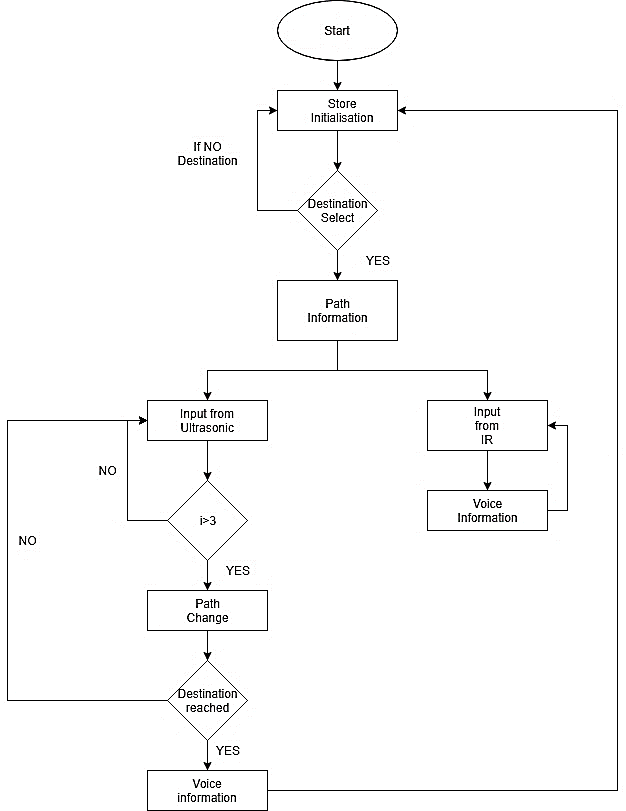 Start
Store
Initialisation
If NO
Destination
Destination
Select
YES
Path
Information
Input from
Ultrasonic
Input
from
IR
NO
i>3
Voice
Information
NO
YES
Path
Change
Destination
reached
YES
Voice
information